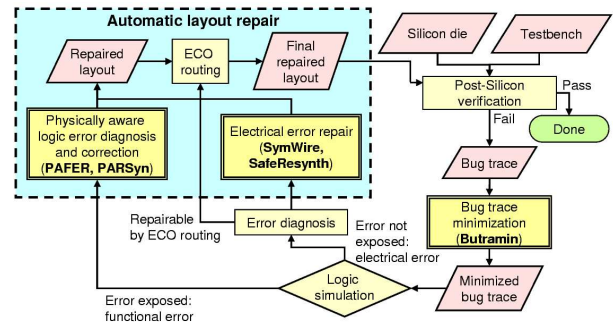 Automatic layout repair
Repaired
layout
ECO
routing
Final
repaired
layout
Silicon die
Testbench
Post-Silicon
verification
Pass
Fail
Done
Physically aware
logic error diagnosis
and correction
(PAFER, PARSyn)
Electrical error repair
(SymWire,
SafeResynth)
Bug trace
Bug trace
minimization
(Butramin)
Repairable
by ECO routing
Error diagnosis
Error not
exposed:
electrical error
Logic
simulation
Minimized
bug trace
Error exposed:
functional error